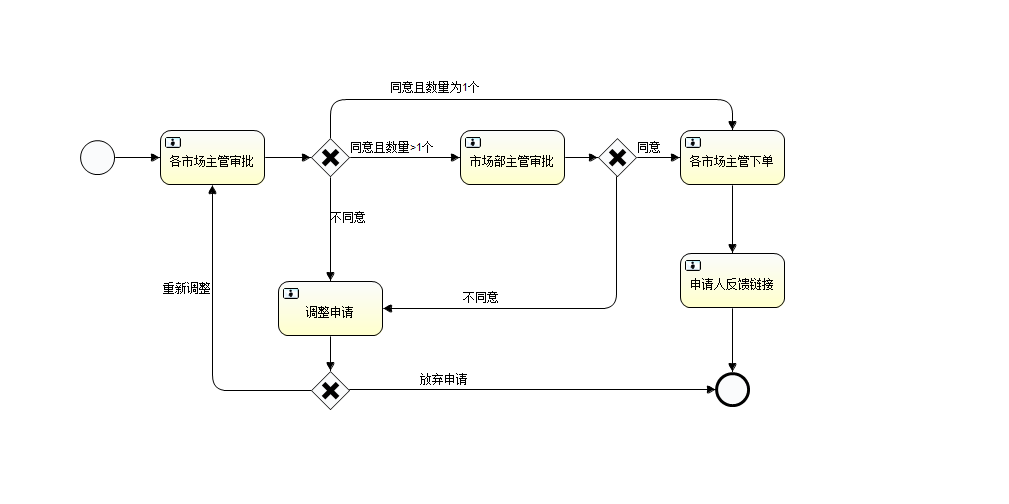 同意且数量为1个
各市场主管审批
同意且数量>1个
市场部主管审批
同意
各市场主管下单
不同意
重新调整
调整申请
不同意
申请人反馈链接
放弃申请